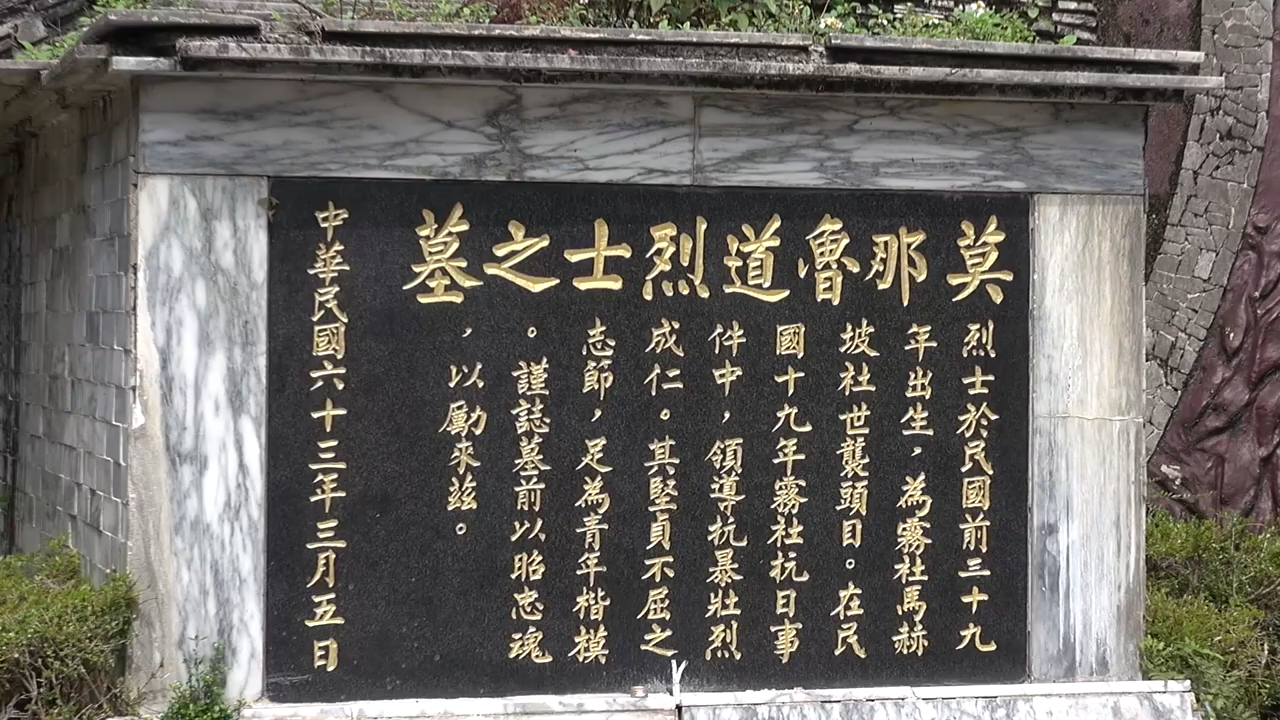 莫那魯道烈士之墓
烈士於民國前三十九
年出生，為霧社馬赫
坡社世襲頭目。在民
國十九年霧社抗日事
件中，領導抗暴壯烈
成仁。其堅貞不屈之
志節，足為青年楷模
。謹誌墓前以昭忠魂
，以勵來茲。
中華民國六十三年三月五日